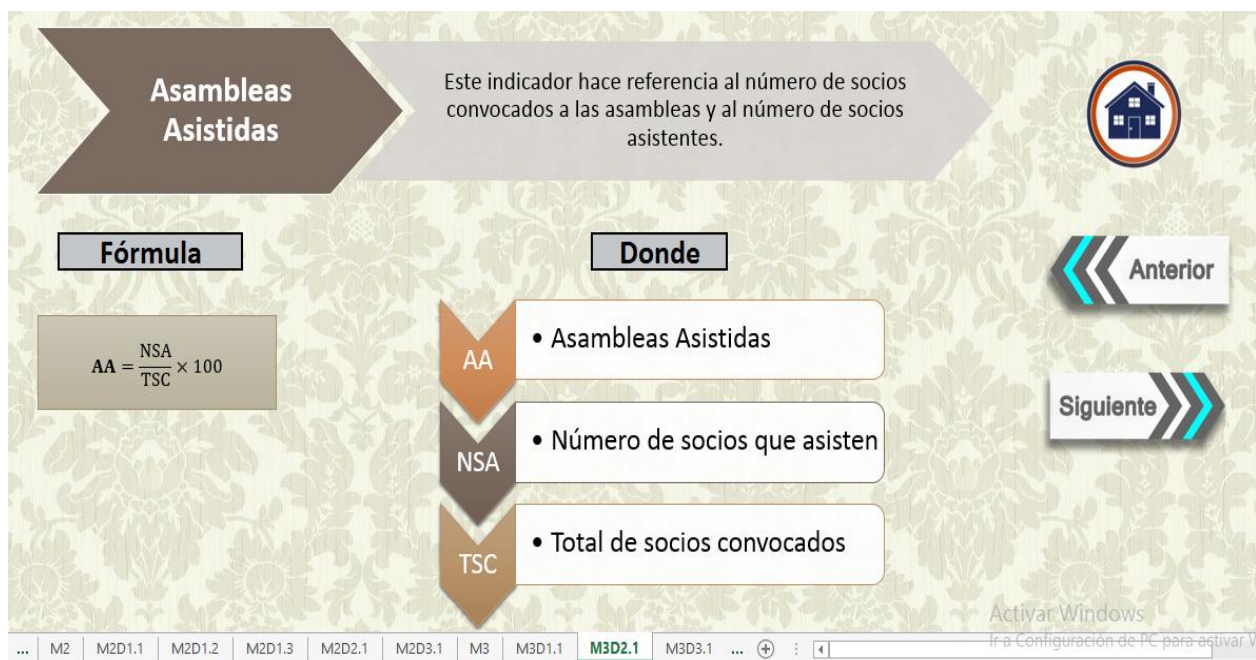 Asambleas
Asistidas
Este indicador hace referencia al número de socios
convocados a las asambleas y al número de socios
asistentes.
Fórmula
Donde
Anterior
AA = NSA / TSC × 100
AA
• Asambleas Asistidas
Siguiente
NSA
• Número de socios que asisten
TSC
• Total de socios convocados
Activar Windows
Ir a Configuración de PC para activar
... M2 M2D1.1 M2D1.2 M2D1.3 M2D2.1 M2D3.1 M3 M3D1.1 M3D2.1 M3D3.1 ...